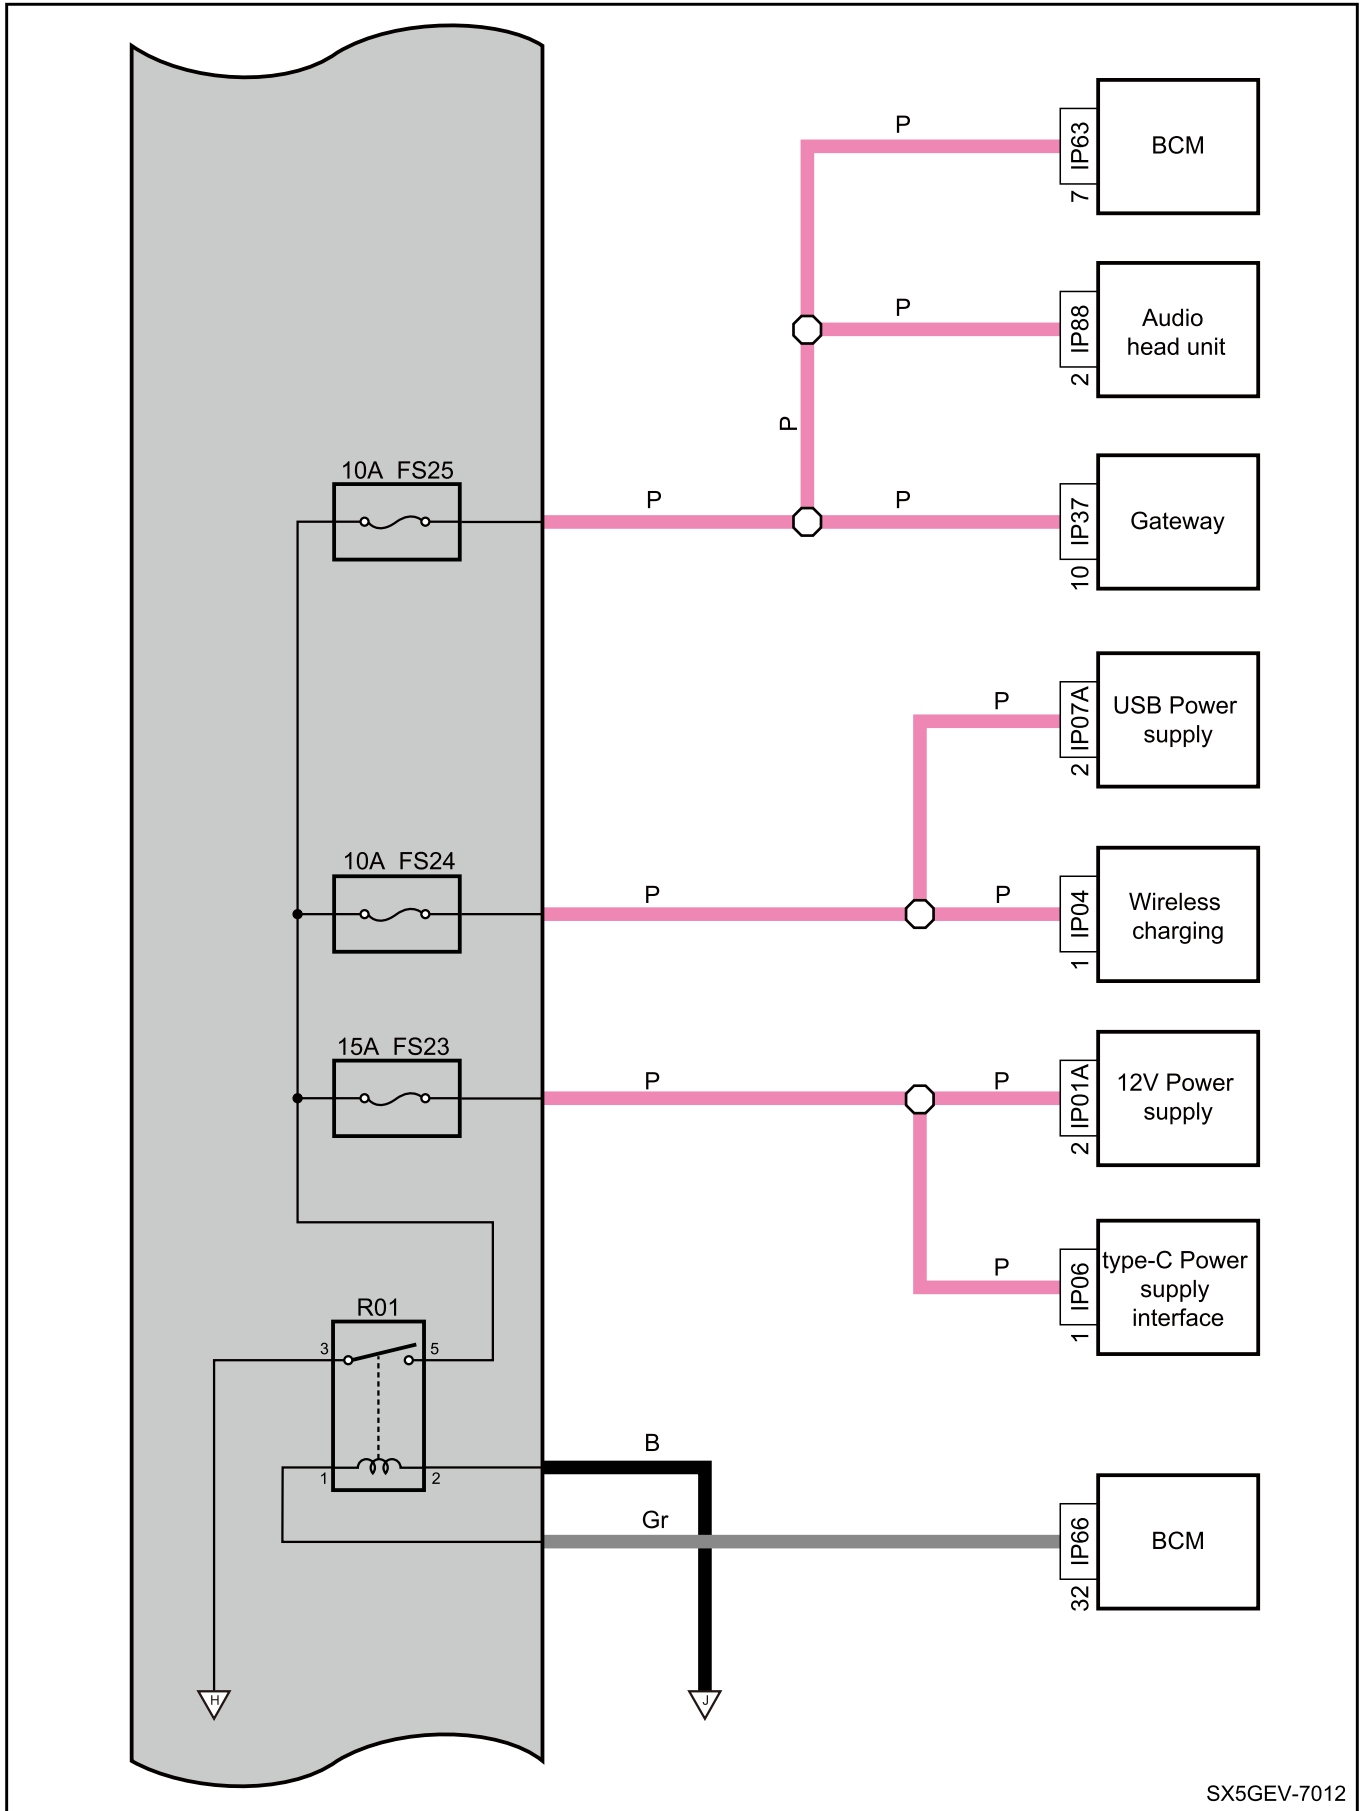 P
IP63
7
BCM
P
IP88
2
Audio
head unit
P
10A FS25
P
P
IP37
10
Gateway
P
IP07A
2
USB Power
supply
10A FS24
P
P
IP04
1
Wireless
charging
15A FS23
P
P
IP01A
2
12V Power
supply
P
IP06
1
type-C Power
supply
interface
R01
3
5
1
2
B
Gr
IP66
32
BCM
H
J
SX5GEV-7012